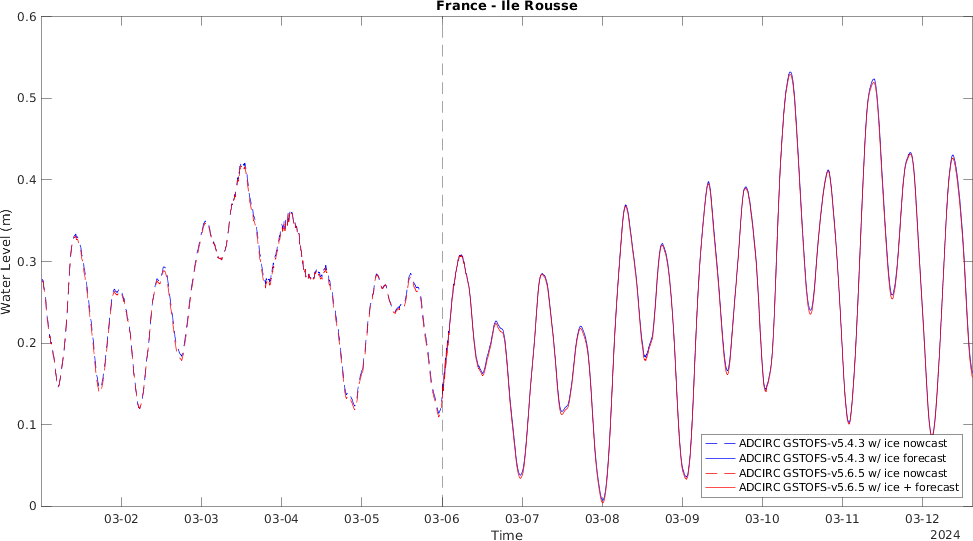 France - Ile Rousse
0.6
0.5
0.4
0.3
0.2
0.1
0
Water Level (m)
ADCIRC GSTOFS-v5.4.3 w/ ice nowcast
ADCIRC GSTOFS-v5.4.3 w/ ice forecast
ADCIRC GSTOFS-v5.6.5 w/ ice nowcast
ADCIRC GSTOFS-v5.6.5 w/ ice + forecast
03-02 03-03 03-04 03-05 03-06 03-07 03-08 03-09 03-10 03-11 03-12
Time
2024